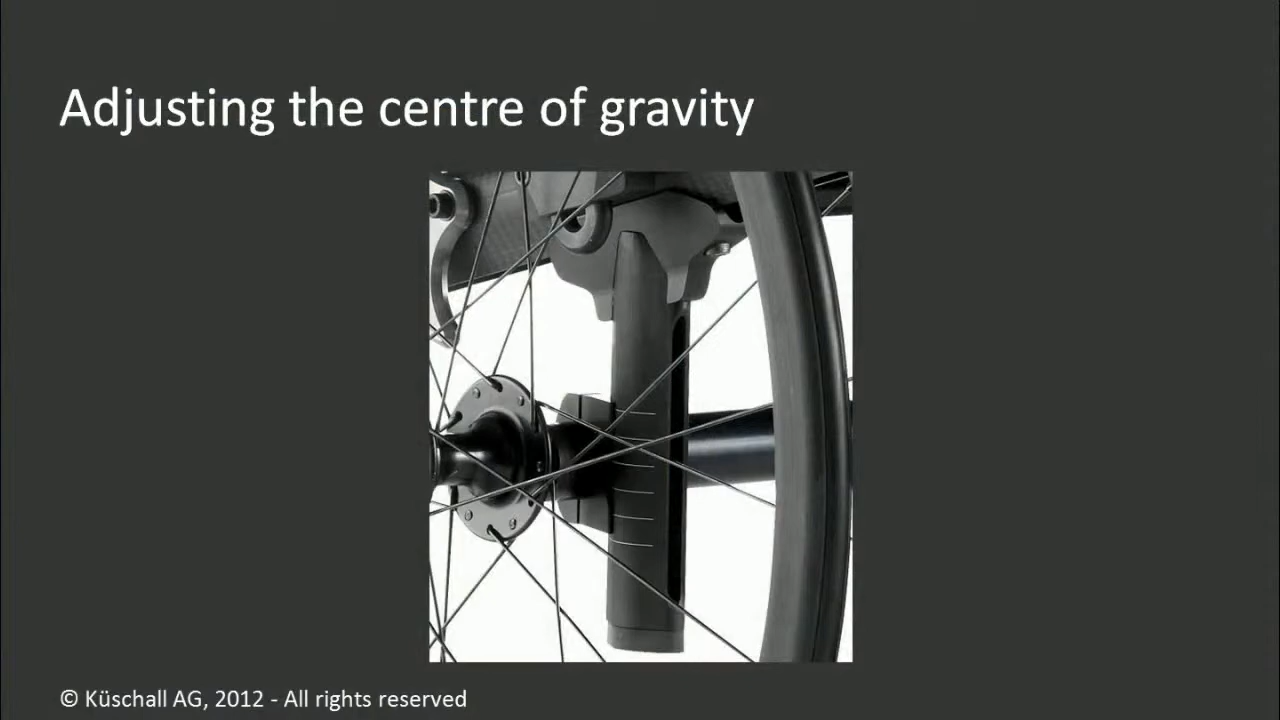 Adjusting the centre of gravity
© Küschall AG, 2012 - All rights reserved